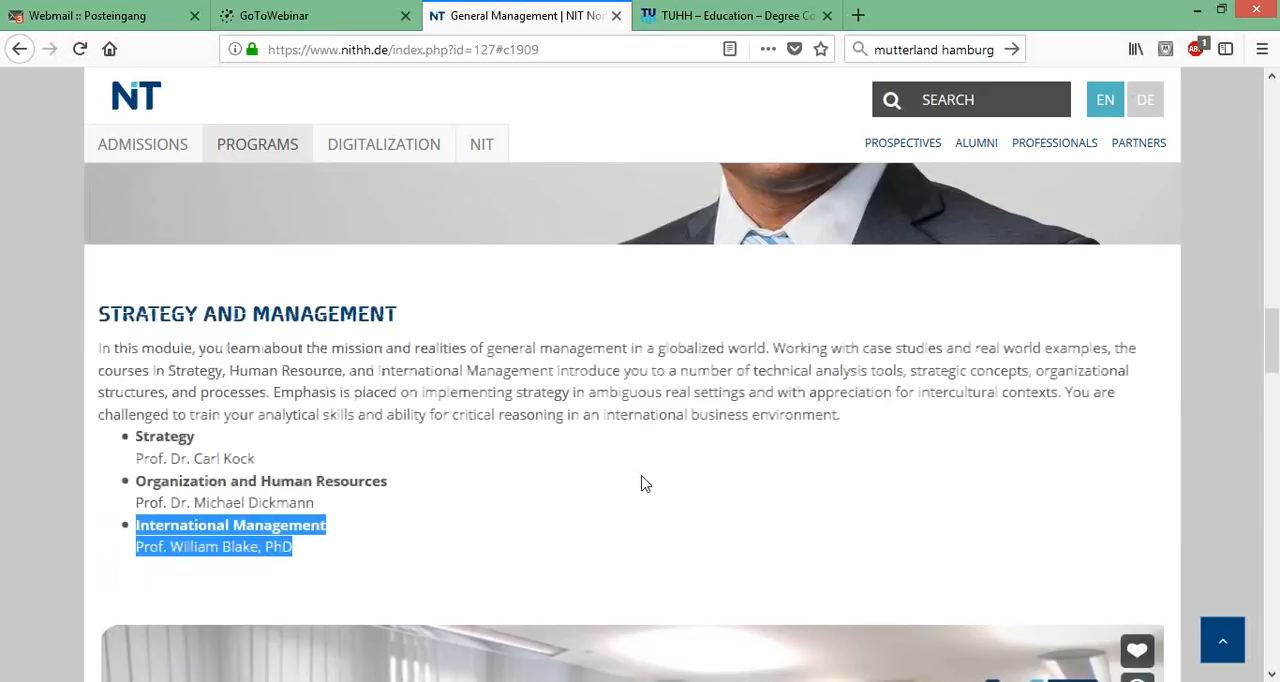 Webmail :: Posteingang
GoToWebinar
General Management | NIT Nor
TUHH – Education – Degree Co
https://www.nithh.de/index.php?id=127#c1909
mutterland hamburg
1
NiT
SEARCH
EN
DE
ADMISSIONS
PROGRAMS
DIGITALIZATION
NIT
PROSPECTIVES
ALUMNI
PROFESSIONALS
PARTNERS
STRATEGY AND MANAGEMENT
In this module, you learn about the mission and realities of general management in a globalized world. Working with case studies and real world examples, the
courses in Strategy, Human Resource, and International Management introduce you to a number of technical analysis tools, strategic concepts, organizational
structures, and processes. Emphasis is placed on implementing strategy in ambiguous real settings and with appreciation for intercultural contexts. You are
challenged to train your analytical skills and ability for critical reasoning in an international business environment.
• Strategy
Prof. Dr. Carl Kock
• Organization and Human Resources
Prof. Dr. Michael Dickmann
• International Management
Prof. William Blake, PhD